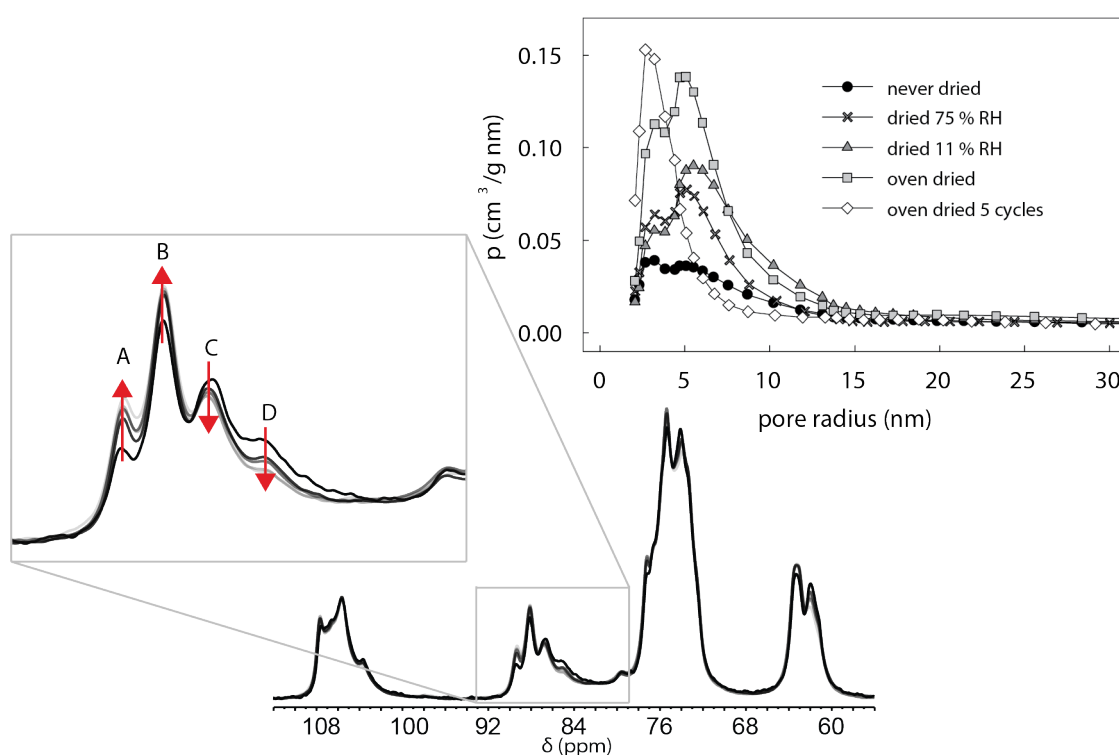 0.15
0.10
0.05
0.00
p (cm³/g nm)
never dried
dried 75 % RH
dried 11 % RH
oven dried
oven dried 5 cycles
0 5 10 15 20 25 30
pore radius (nm)
A
B
C
D
108 100 92 84 76 68 60
δ (ppm)